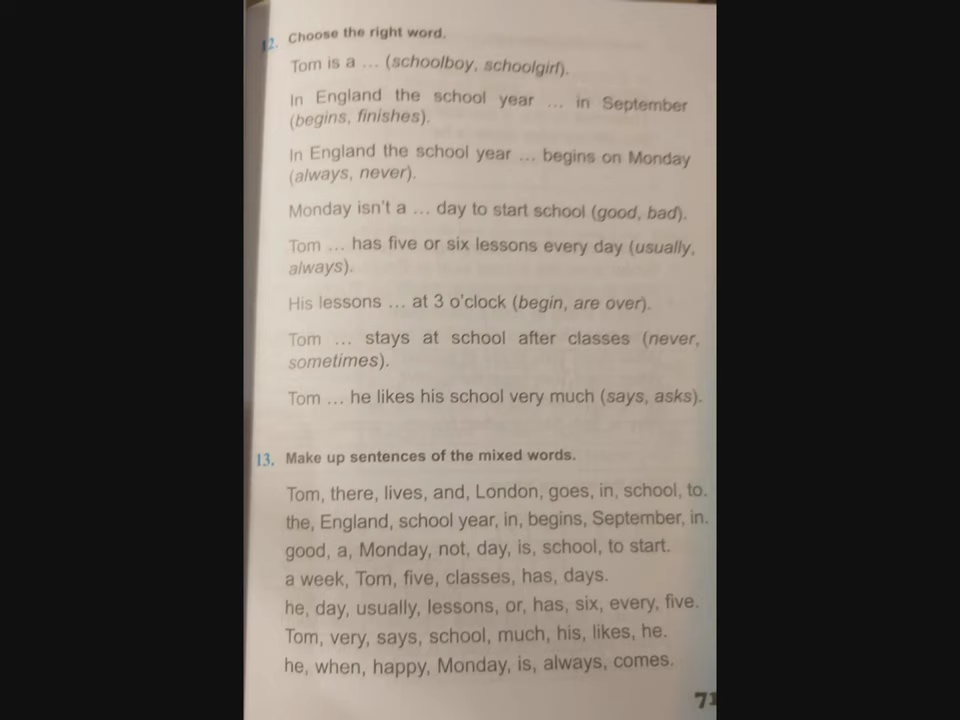 12. Choose the right word.
Tom is a ... (schoolboy, schoolgirl).
In England the school year ... in September
(begins, finishes).
In England the school year ... begins on Monday
(always, never).
Monday isn't a ... day to start school (good, bad).
Tom ... has five or six lessons every day (usually,
always).
His lessons ... at 3 o'clock (begin, are over).
Tom ... stays at school after classes (never,
sometimes).
Tom ... he likes his school very much (says, asks).
13. Make up sentences of the mixed words.
Tom, there, lives, and, London, goes, in, school, to.
the, England, school year, in, begins, September, in.
good, a, Monday, not, day, is, school, to start.
a week, Tom, five, classes, has, days.
he, day, usually, lessons, or, has, six, every, five.
Tom, very, says, school, much, his, likes, he.
he, when, happy, Monday, is, always, comes.
71